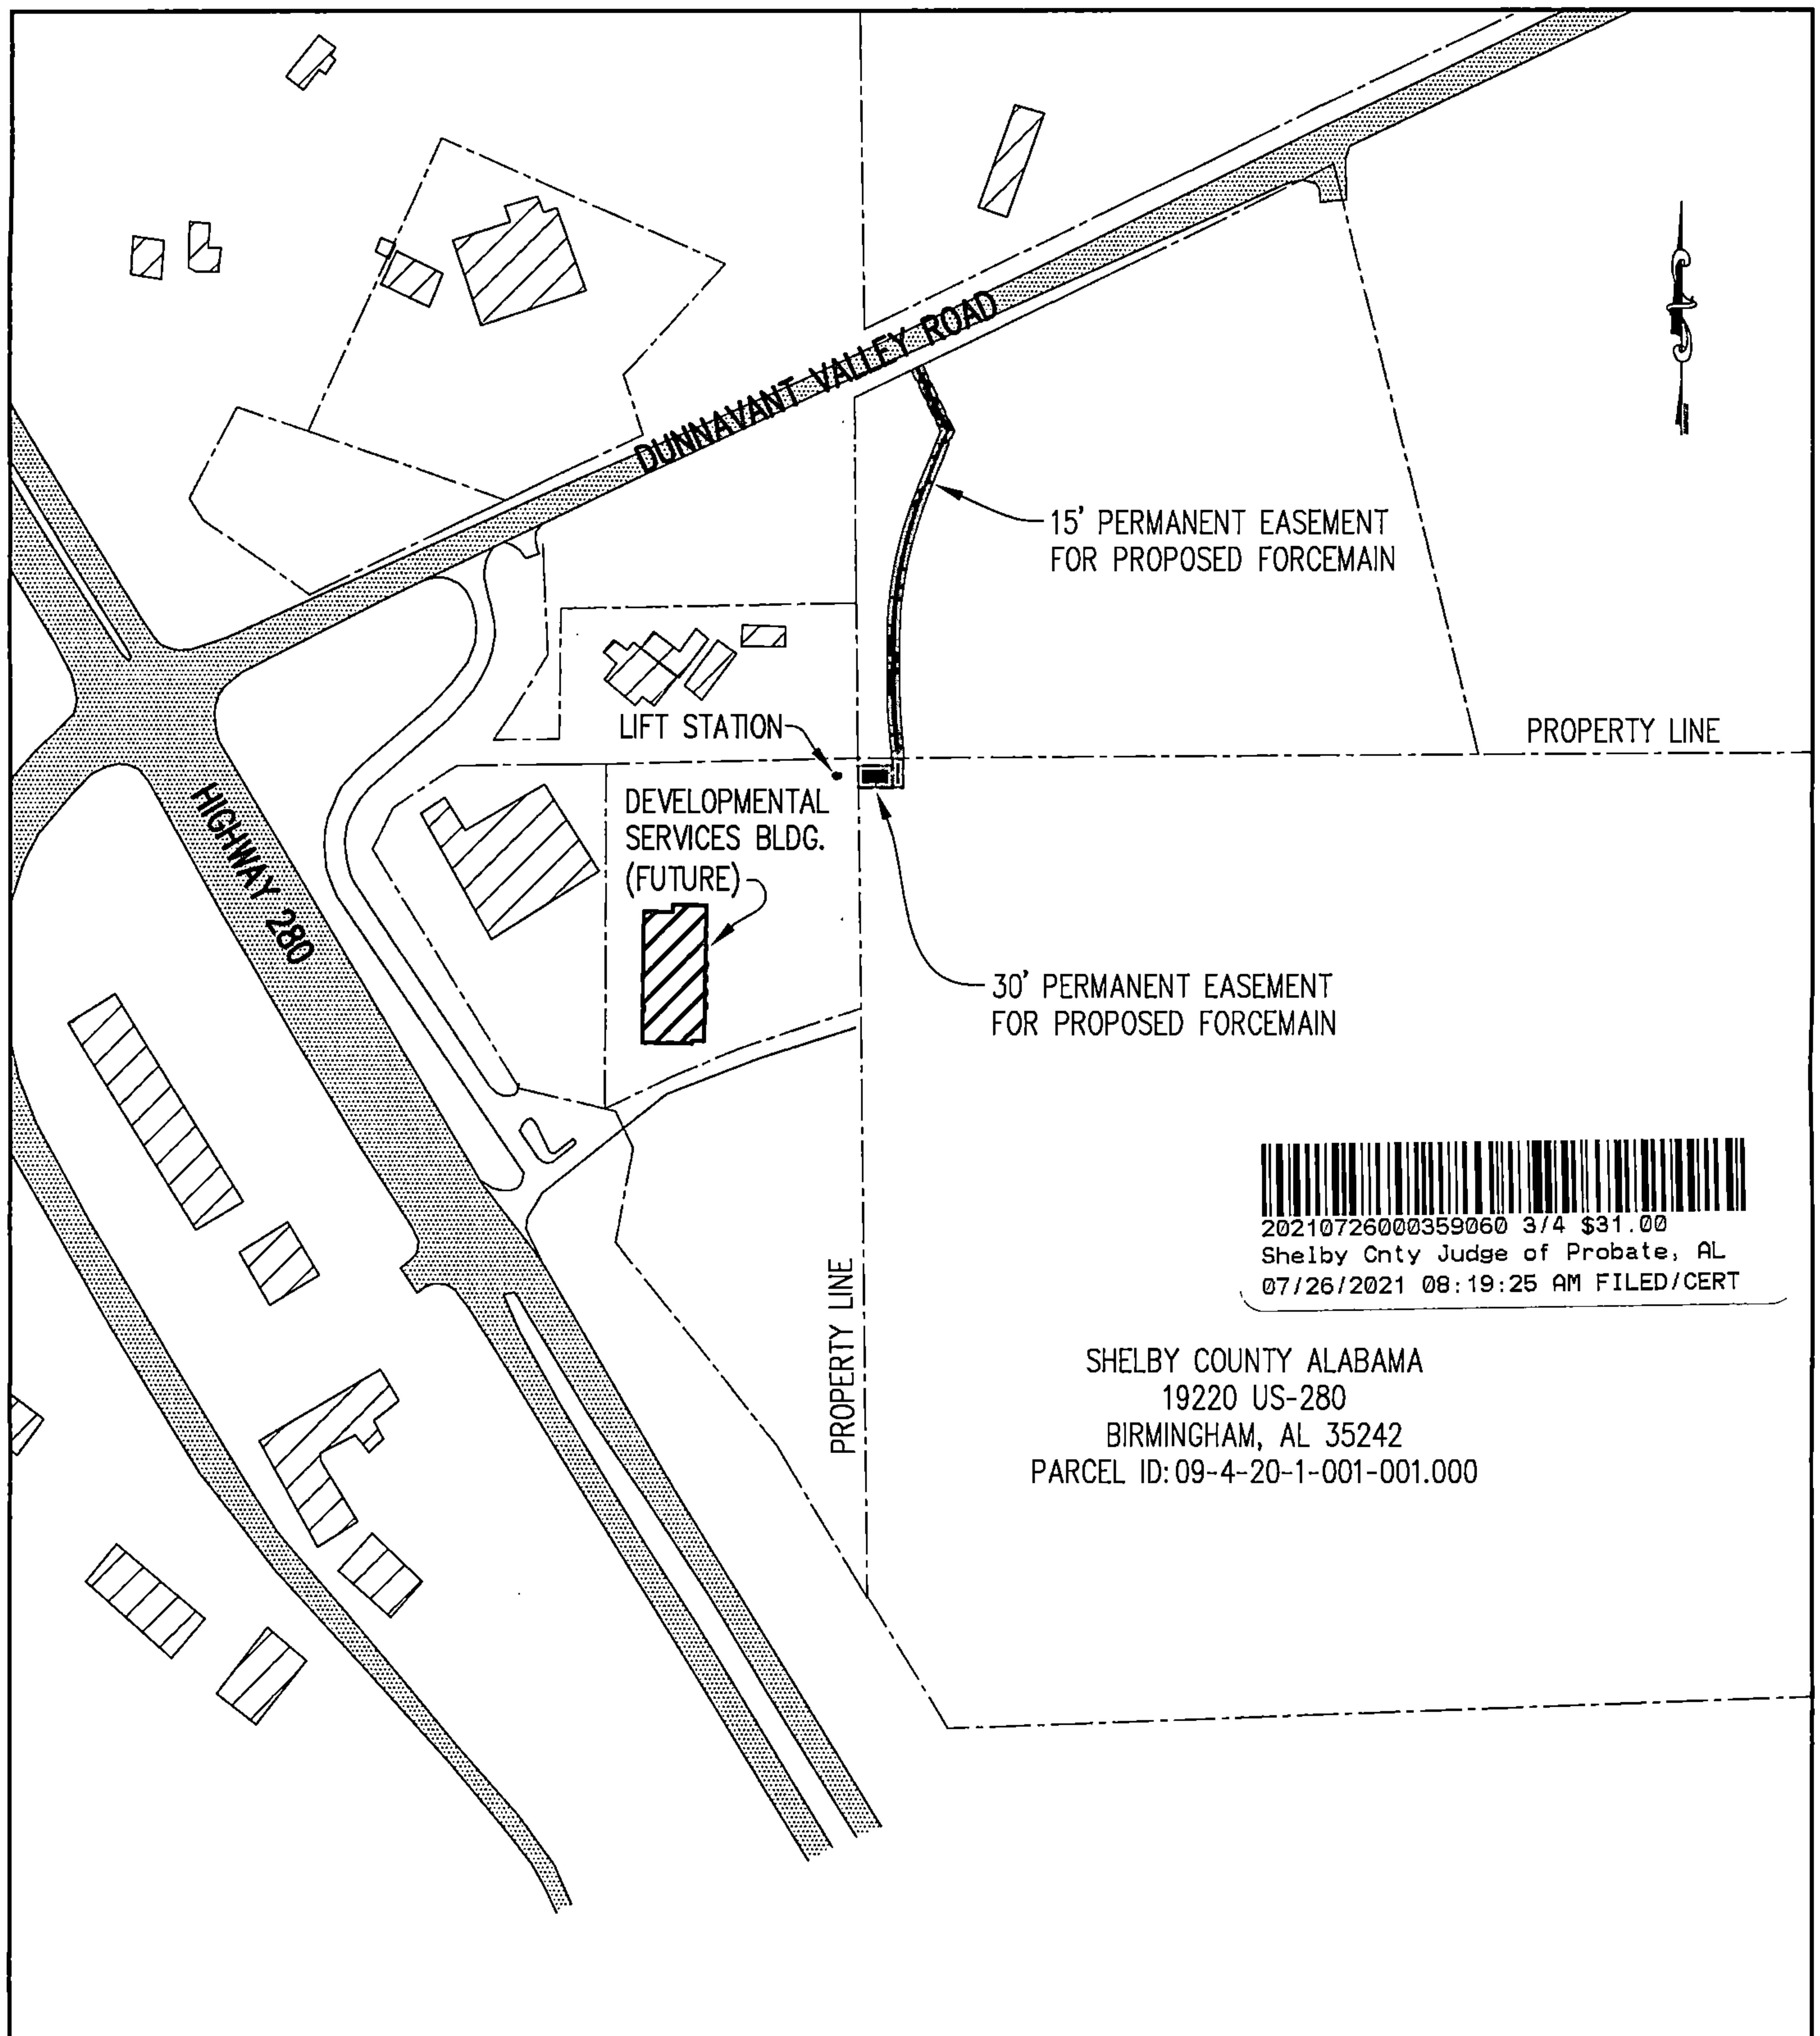 DUNNAVANT VALLEY ROAD
15' PERMANENT EASEMENT
FOR PROPOSED FORCEMAIN
LIFT STATION
PROPERTY LINE
DEVELOPMENTAL
SERVICES BLDG.
(FUTURE)
HIGHWAY 280
30' PERMANENT EASEMENT
FOR PROPOSED FORCEMAIN
20210726000359060 3/4 $31.00
Shelby Cnty Judge of Probate, AL
07/26/2021 08:19:25 AM FILED/CERT
PROPERTY LINE
SHELBY COUNTY ALABAMA
19220 US-280
BIRMINGHAM, AL 35242
PARCEL ID: 09-4-20-1-001-001.000